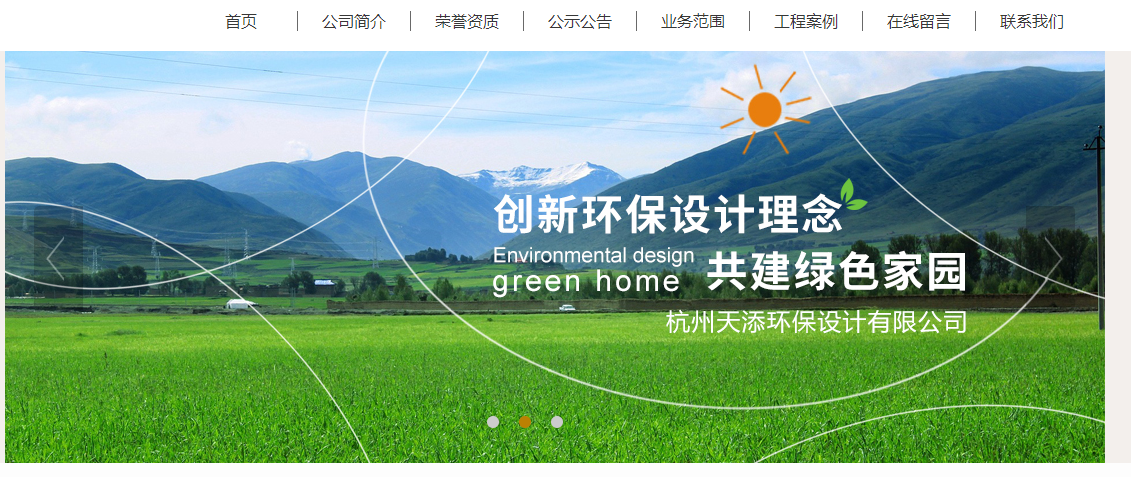 首页 公司简介 荣誉资质 公示公告 业务范围 工程案例 在线留言 联系我们
创新环保设计理念
Environmental design
green home
共建绿色家园
杭州天添环保设计有限公司